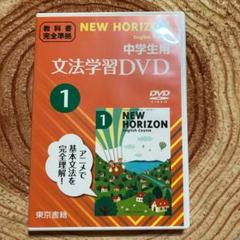 教科書
完全準拠
NEW HORIZON
English
中学生用
文法学習DVD
1
DVD
1
NEW
HORIZON
English Course
アニメで
基本文法を
完全理解!
東京書籍